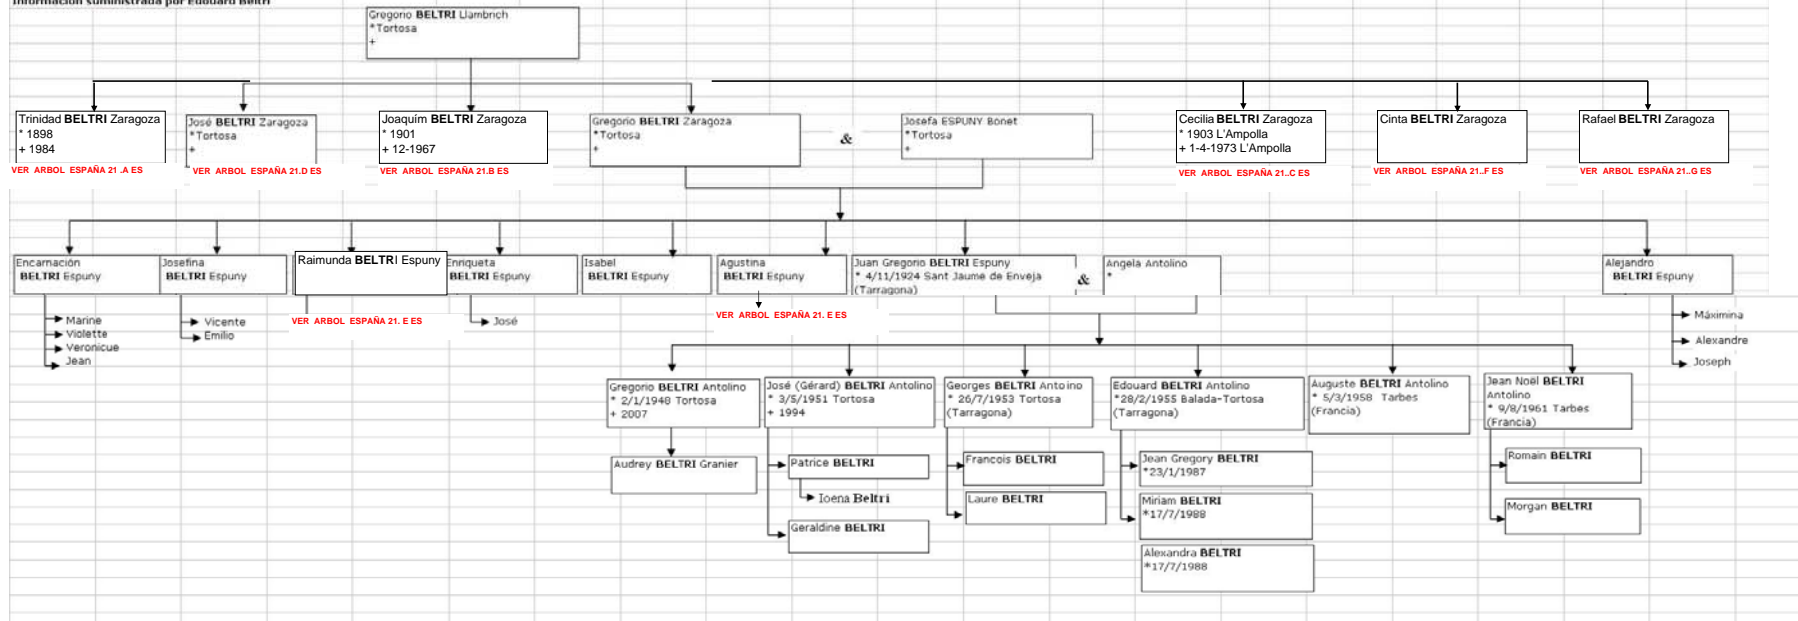 Información suministrada por Edouard Beltri
Gregorio BELTRI Llambrich
*Tortosa
+
Trinidad BELTRI Zaragoza
* 1898
+ 1984
VER ARBOL ESPAÑA 21 .A ES
José BELTRI Zaragoza
*Tortosa
+
VER ARBOL ESPAÑA 21.D ES
Joaquím BELTRI Zaragoza
* 1901
+ 12-1967
VER ARBOL ESPAÑA 21.B ES
Gregorio BELTRI Zaragoza
*Tortosa
+
&
Josefa ESPUNY Bonet
*Tortosa
+
Cecilia BELTRI Zaragoza
* 1903 L'Ampolla
+ 1-4-1973 L'Ampolla
VER ARBOL ESPAÑA 21..C ES
Cinta BELTRI Zaragoza
VER ARBOL ESPAÑA 21..F ES
Rafael BELTRI Zaragoza
VER ARBOL ESPAÑA 21..G ES
Encarnación
BELTRI Espuny
Marine
Violette
Veronicue
Jean
Josefina
BELTRI Espuny
Vicente
Emilio
Raimunda BELTRI Espuny
VER ARBOL ESPAÑA 21. E ES
Enriqueta
BELTRI Espuny
José
Isabel
BELTRI Espuny
Agustina
BELTRI Espuny
VER ARBOL ESPAÑA 21. E ES
Juan Gregorio BELTRI Espuny
* 4/11/1924 Sant Jaume de Enveja
(Tarragona)
&
Angela Antolino
*
Alejandro
BELTRI Espuny
Máximina
Alexandre
Joseph
Gregorio BELTRI Antolino
* 2/1/1948 Tortosa
+ 2007
Audrey BELTRI Granier
José (Gérard) BELTRI Antolino
* 3/5/1951 Tortosa
+ 1994
Patrice BELTRI
Ioena Beltri
Geraldine BELTRI
Georges BELTRI Antolino
* 26/7/1953 Tortosa
(Tarragona)
Francois BELTRI
Laure BELTRI
Edouard BELTRI Antolino
*28/2/1955 Balada-Tortosa
(Tarragona)
Jean Gregory BELTRI
*23/1/1987
Miriam BELTRI
*17/7/1988
Alexandra BELTRI
*17/7/1988
Auguste BELTRI Antolino
* 5/3/1958 Tarbes
(Francia)
Jean Noël BELTRI
Antolino
* 9/8/1961 Tarbes
(Francia)
Romain BELTRI
Morgan BELTRI